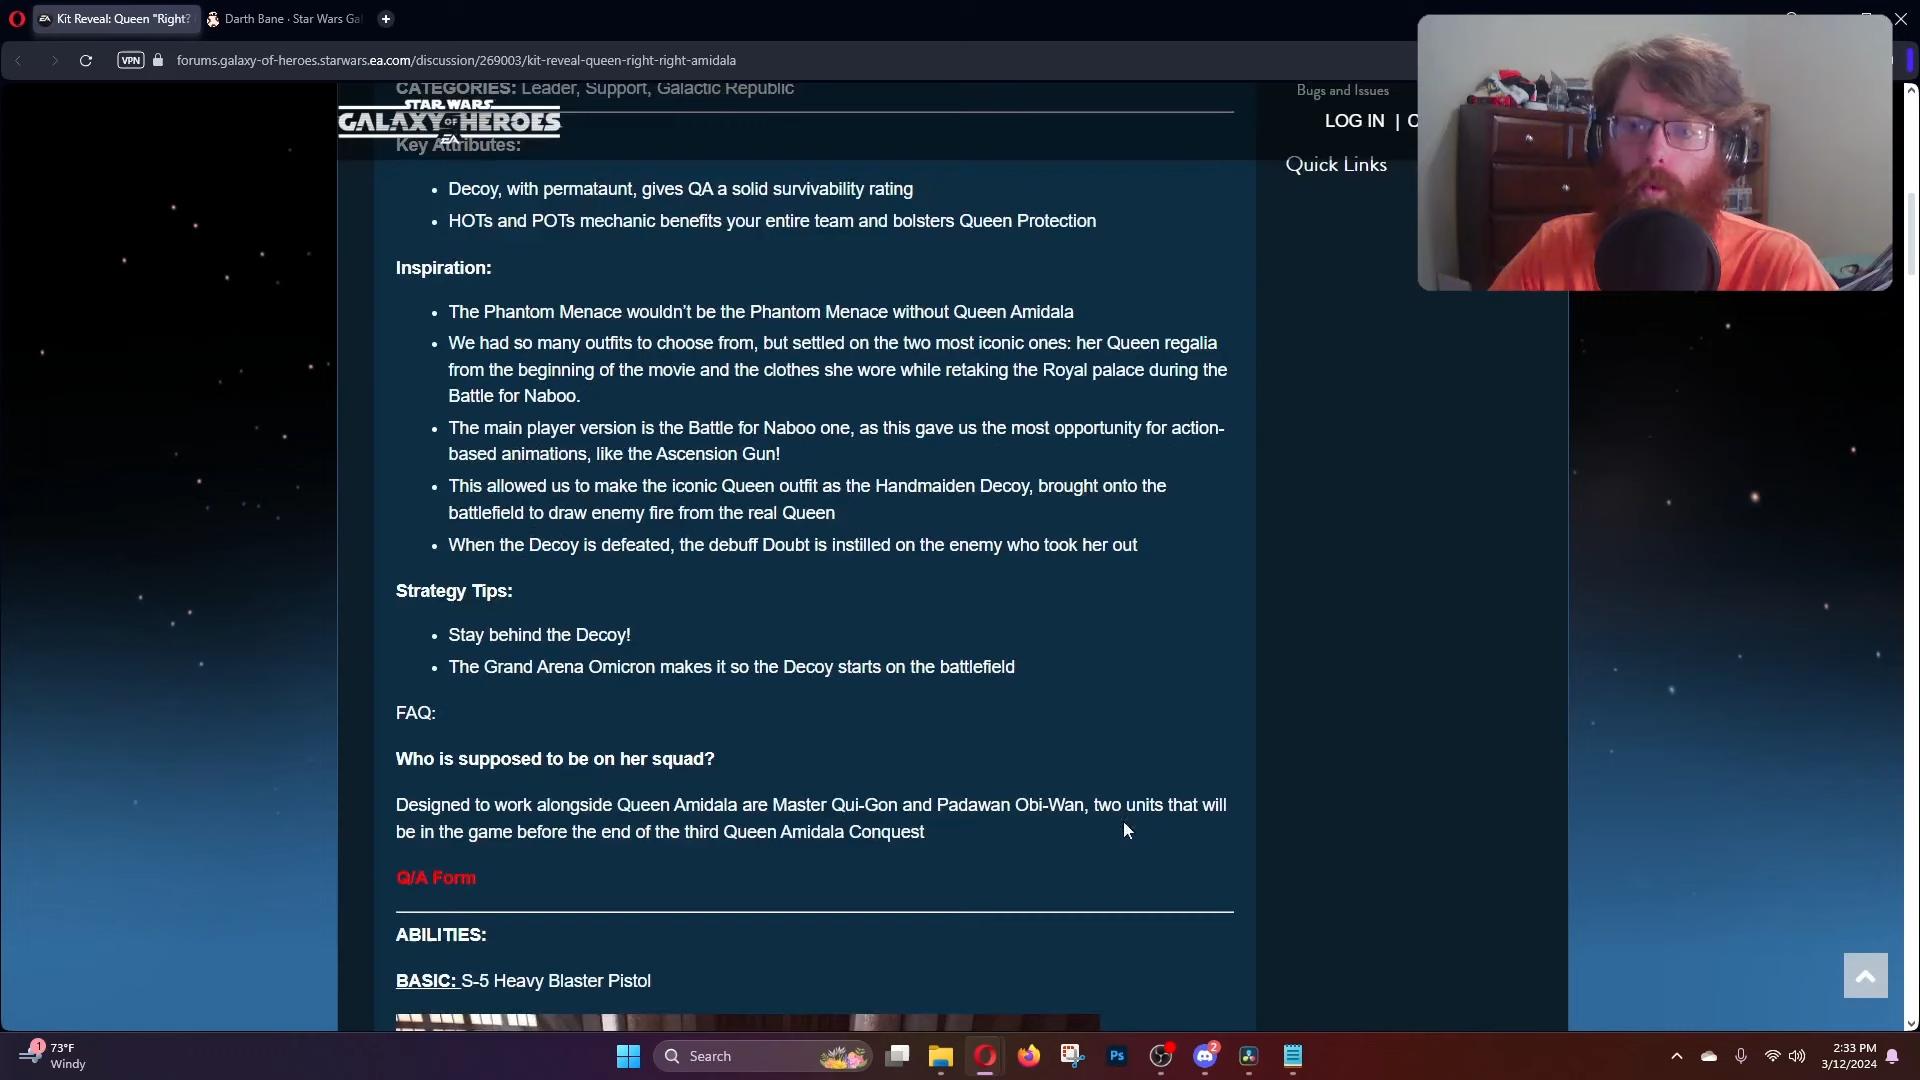 Kit Reveal: Queen "Right?
Darth Bane · Star Wars Gal
VPN
forums.galaxy-of-heroes.starwars.ea.com/discussion/269003/kit-reveal-queen-right-right-amidala
CATEGORIES: Leader, Support, Galactic Republic
Bugs and Issues
STAR WARS
GALAXY OF HEROES
EA
LOG IN |
Key Attributes:
Quick Links
• Decoy, with permataunt, gives QA a solid survivability rating
• HOTs and POTs mechanic benefits your entire team and bolsters Queen Protection
Inspiration:
• The Phantom Menace wouldn't be the Phantom Menace without Queen Amidala
• We had so many outfits to choose from, but settled on the two most iconic ones: her Queen regalia
from the beginning of the movie and the clothes she wore while retaking the Royal palace during the
Battle for Naboo.
• The main player version is the Battle for Naboo one, as this gave us the most opportunity for action-
based animations, like the Ascension Gun!
• This allowed us to make the iconic Queen outfit as the Handmaiden Decoy, brought onto the
battlefield to draw enemy fire from the real Queen
• When the Decoy is defeated, the debuff Doubt is instilled on the enemy who took her out
Strategy Tips:
• Stay behind the Decoy!
• The Grand Arena Omicron makes it so the Decoy starts on the battlefield
FAQ:
Who is supposed to be on her squad?
Designed to work alongside Queen Amidala are Master Qui-Gon and Padawan Obi-Wan, two units that will
be in the game before the end of the third Queen Amidala Conquest
Q/A Form
ABILITIES:
BASIC: S-5 Heavy Blaster Pistol
1
73°F
Windy
Search
Ps
2
2:33 PM
3/12/2024